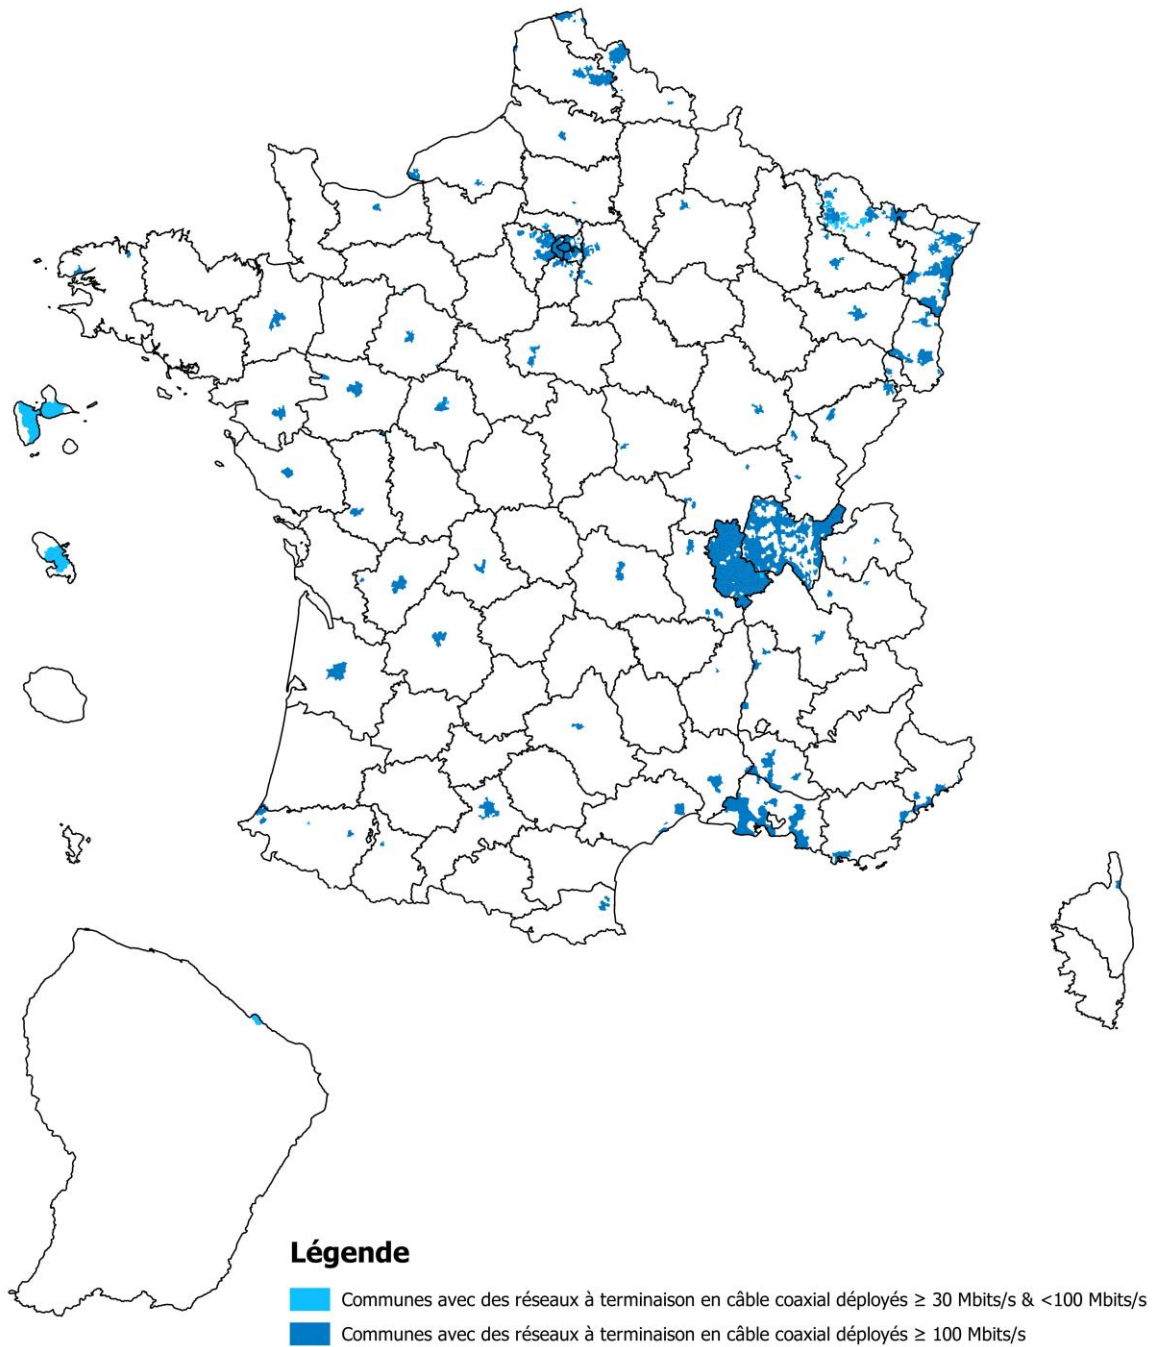 Légende
Communes avec des réseaux à terminaison en câble coaxial déployés ≥ 30 Mbits/s & <100 Mbits/s
Communes avec des réseaux à terminaison en câble coaxial déployés ≥ 100 Mbits/s